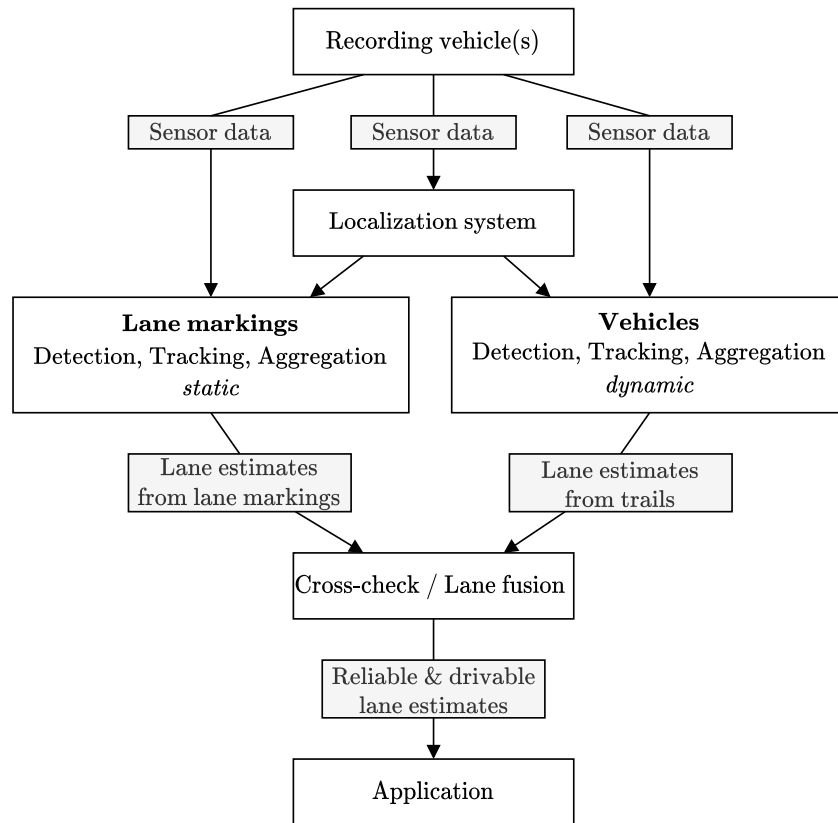 Recording vehicle(s)
Sensor data
Sensor data
Sensor data
Localization system
Lane markings
Detection, Tracking, Aggregation
static
Vehicles
Detection, Tracking, Aggregation
dynamic
Lane estimates
from lane markings
Lane estimates
from trails
Cross-check / Lane fusion
Reliable & drivable
lane estimates
Application